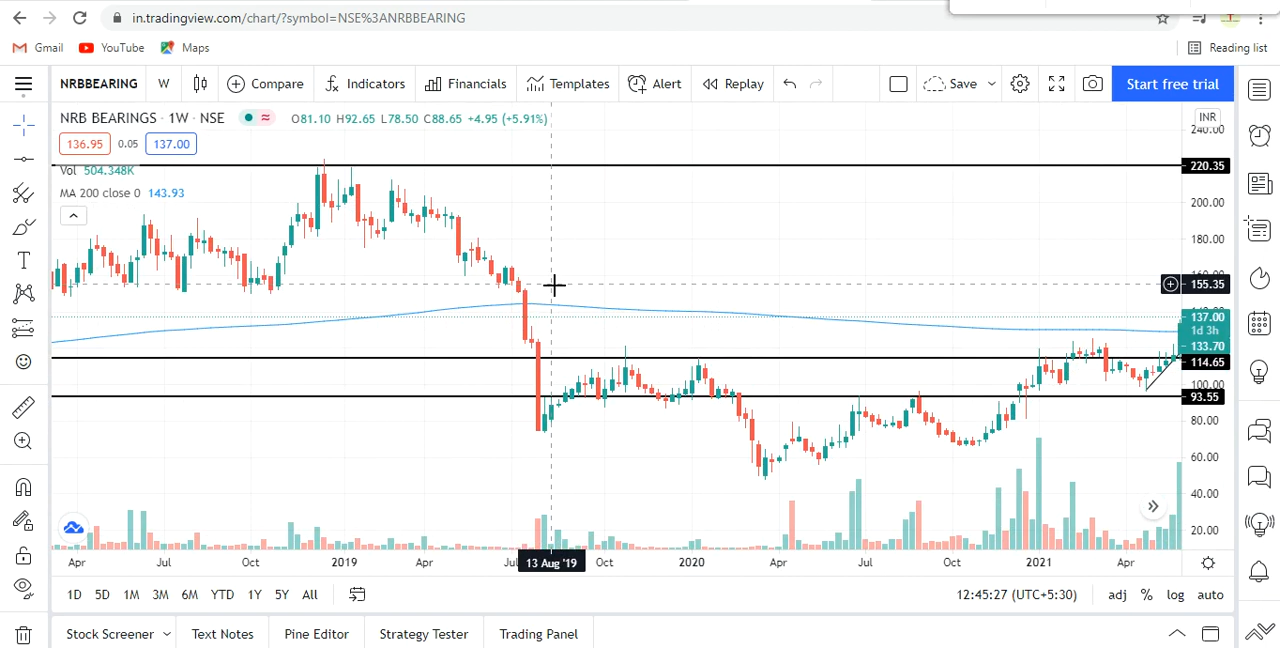 in.tradingview.com/chart/?symbol=NSE%3ANRBBEARING
Gmail YouTube Maps Reading list
NRBBEARING W Compare Indicators Financials Templates Alert Replay Save Start free trial
NRB BEARINGS · 1W · NSE O81.10 H92.65 L78.50 C88.65 +4.95 (+5.91%) INR
136.95 0.05 137.00
Vol 504.348K
MA 200 close 0 143.93
240.00
220.35
200.00
180.00
155.35
137.00
1d 3h
133.70
114.65
100.00
93.55
80.00
60.00
40.00
20.00
Apr Jul Oct 2019 Apr Jul 13 Aug '19 Oct 2020 Apr Jul Oct 2021 Apr
1D 5D 1M 3M 6M YTD 1Y 5Y All 12:45:27 (UTC+5:30) adj % log auto
Stock Screener Text Notes Pine Editor Strategy Tester Trading Panel